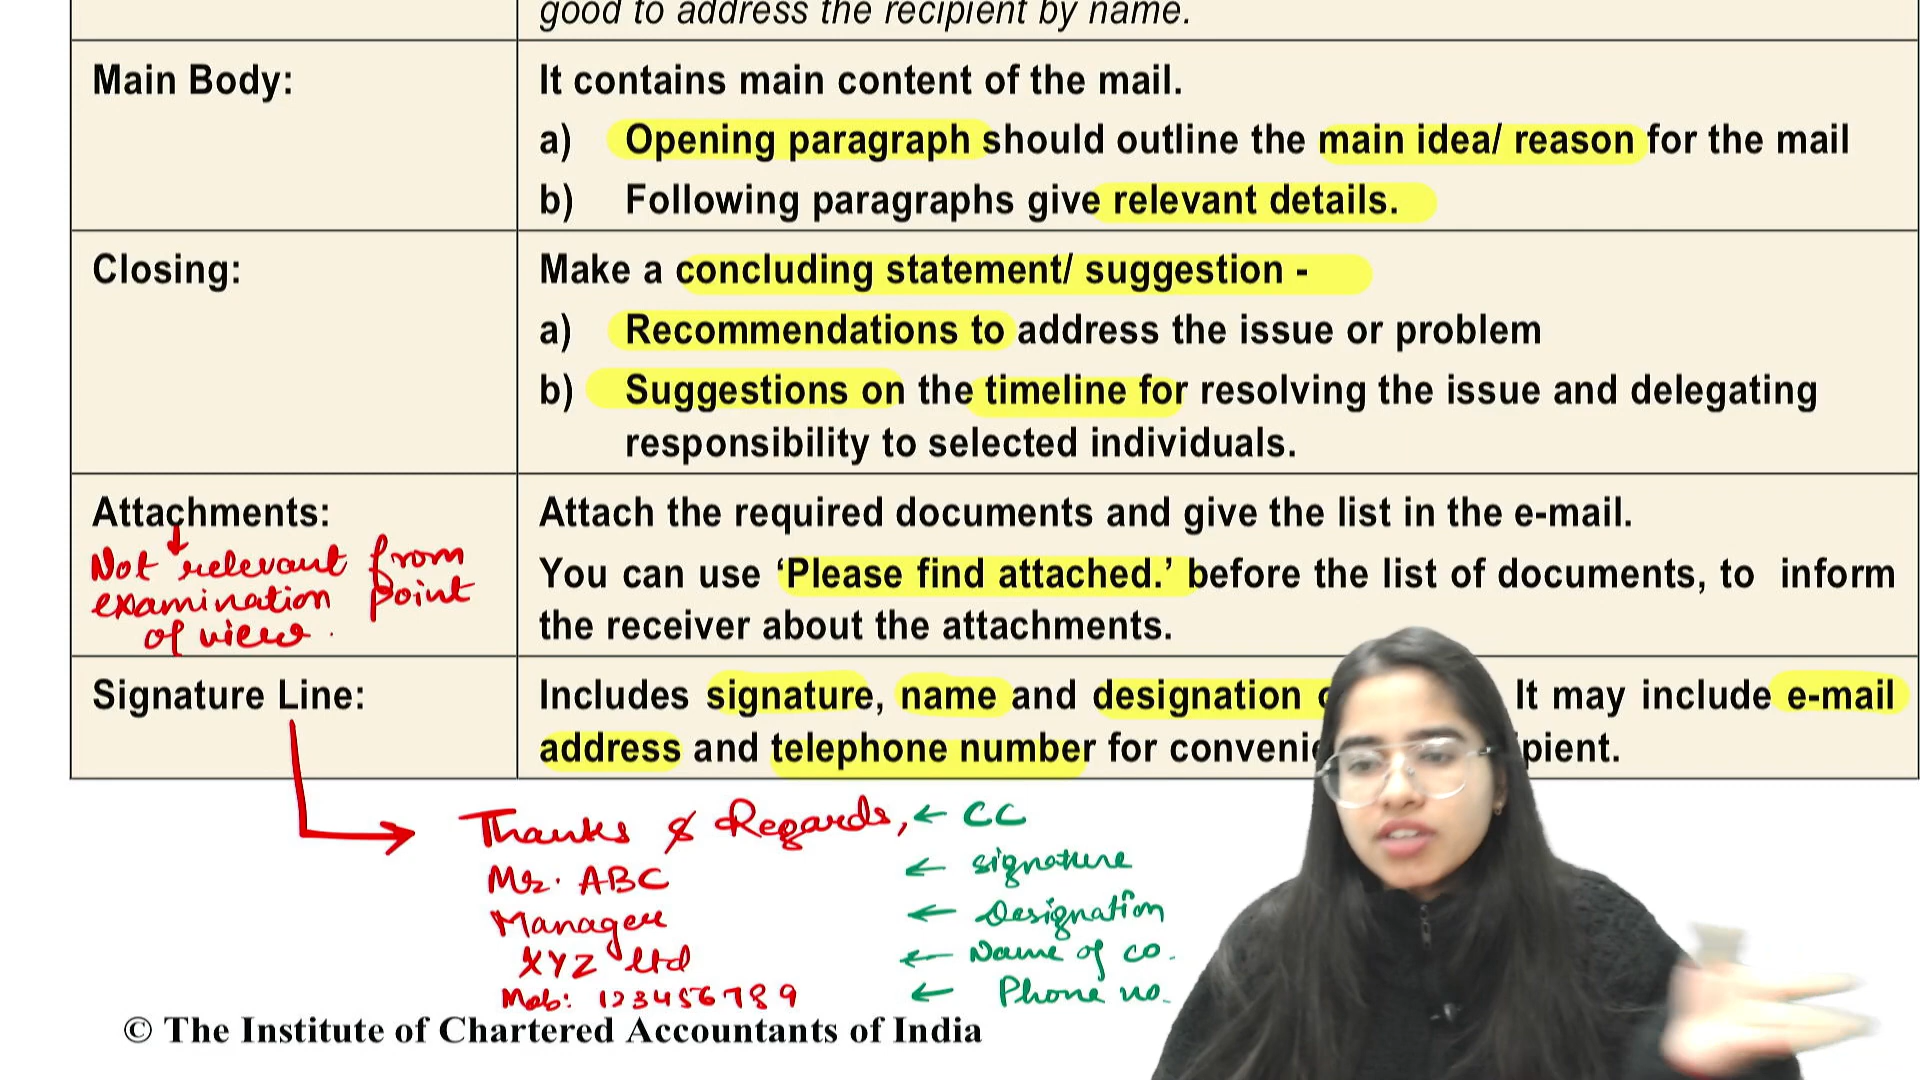 good to address the recipient by name.
Main Body:
It contains main content of the mail.
a) Opening paragraph should outline the main idea/ reason for the mail
b) Following paragraphs give relevant details.
Closing:
Make a concluding statement/ suggestion -
a) Recommendations to address the issue or problem
b) Suggestions on the timeline for resolving the issue and delegating
responsibility to selected individuals.
Attachments:
Not relevant from
examination point
of view.
Attach the required documents and give the list in the e-mail.
You can use ‘Please find attached.’ before the list of documents, to inform
the receiver about the attachments.
Signature Line:
Includes signature, name and designation It may include e-mail
address and telephone number for
Thanks & Regards, ← CC
Mr. ABC ← signature
Manager ← Designation
XYZ ltd ← Name of co.
Mob: 123456789 ← Phone no.
© The Institute of Chartered Accountants of India